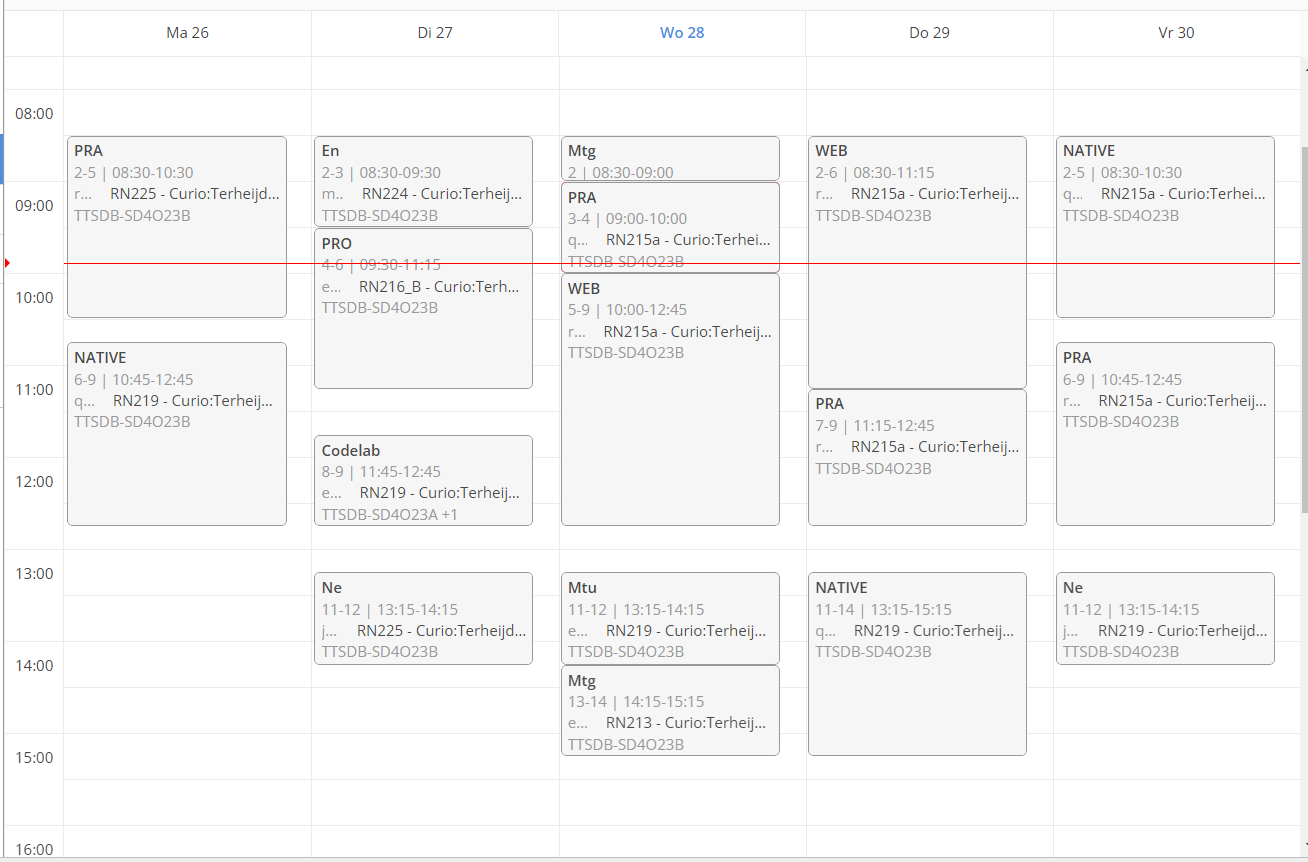 Ma 26
Di 27
Wo 28
Do 29
Vr 30
08:00
09:00
10:00
11:00
12:00
13:00
14:00
15:00
16:00
PRA
2-5 | 08:30-10:30
r... RN225 - Curio:Terheijd...
TTSDB-SD4O23B
NATIVE
6-9 | 10:45-12:45
q... RN219 - Curio:Terheij...
TTSDB-SD4O23B
En
2-3 | 08:30-09:30
m... RN224 - Curio:Terheij...
TTSDB-SD4O23B
PRO
4-6 | 09:30-11:15
e... RN216_B - Curio:Terh...
TTSDB-SD4O23B
Codelab
8-9 | 11:45-12:45
e... RN219 - Curio:Terheij...
TTSDB-SD4O23A +1
Ne
11-12 | 13:15-14:15
j... RN225 - Curio:Terheijd...
TTSDB-SD4O23B
Mtg
2 | 08:30-09:00
PRA
3-4 | 09:00-10:00
q... RN215a - Curio:Terhei...
TTSDB-SD4O23B
WEB
5-9 | 10:00-12:45
r... RN215a - Curio:Terheij...
TTSDB-SD4O23B
Mtu
11-12 | 13:15-14:15
e... RN219 - Curio:Terheij...
TTSDB-SD4O23B
Mtg
13-14 | 14:15-15:15
e... RN213 - Curio:Terheij...
TTSDB-SD4O23B
WEB
2-6 | 08:30-11:15
r... RN215a - Curio:Terheij...
TTSDB-SD4O23B
PRA
7-9 | 11:15-12:45
r... RN215a - Curio:Terheij...
TTSDB-SD4O23B
NATIVE
11-14 | 13:15-15:15
q... RN219 - Curio:Terheij...
TTSDB-SD4O23B
NATIVE
2-5 | 08:30-10:30
q... RN215a - Curio:Terhei...
TTSDB-SD4O23B
PRA
6-9 | 10:45-12:45
r... RN215a - Curio:Terheij...
TTSDB-SD4O23B
Ne
11-12 | 13:15-14:15
j... RN219 - Curio:Terheijd...
TTSDB-SD4O23B